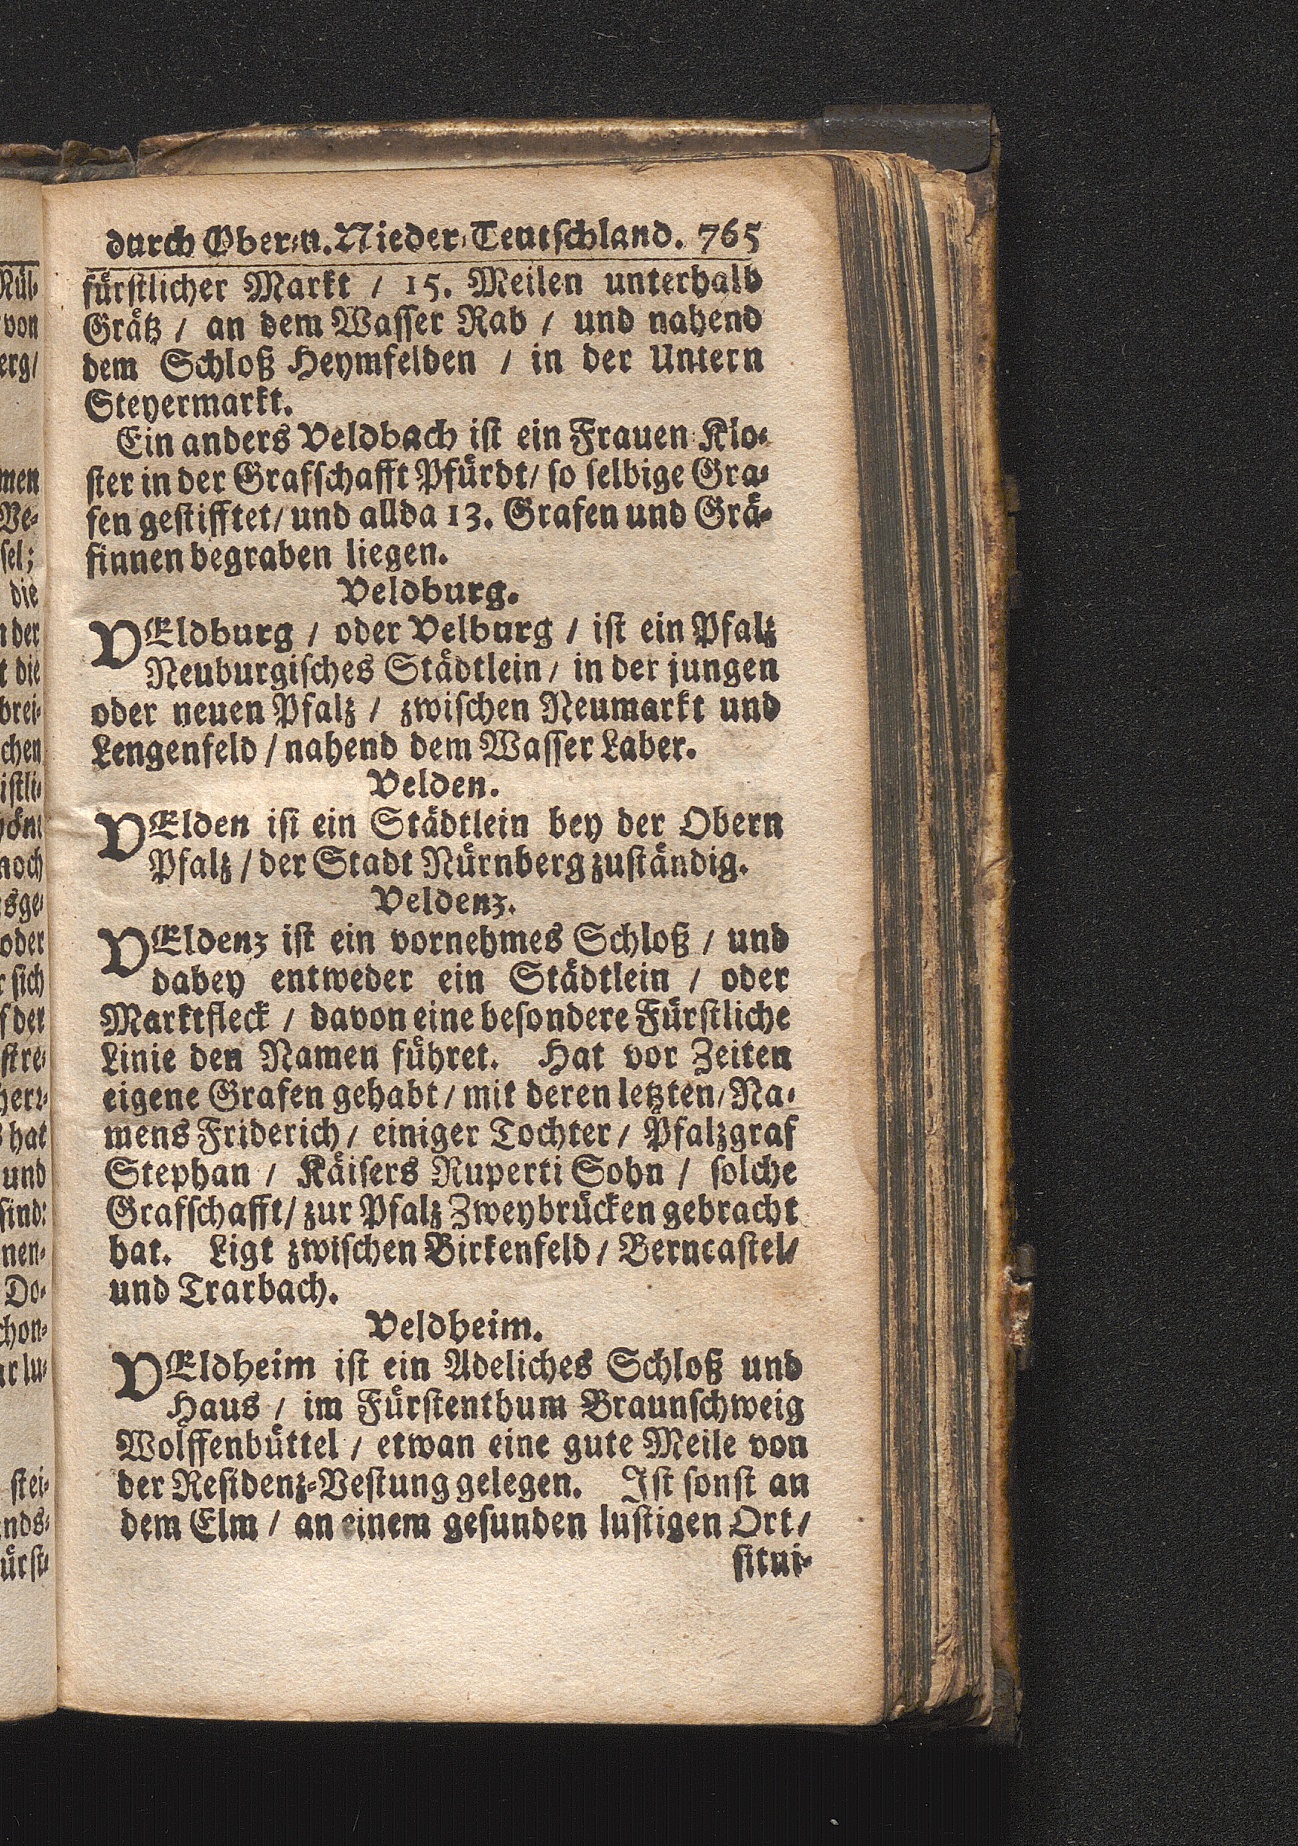 durch Ober-u. Nieder-Teutschland. 765
fürstlicher Markt / 15. Meilen unterhalb
Grätz / an dem Wasser Rab / und nahend
dem Schloß Heymfelden / in der Untern
Steyermarkt.
Ein anders Veldbach ist ein Frauen Klo-
ster in der Grafschafft Pfürdt / so selbige Gra-
fen gestifftet / und allda 13. Grafen und Grä-
finnen begraben liegen.
Veldburg.
VEldburg / oder Velburg / ist ein Pfaltz
Neuburgisches Städtlein / in der jungen
oder neuen Pfalz / zwischen Neumarkt und
Lengenfeld / nahend dem Wasser Laber.
Velden.
VElden ist ein Städtlein bey der Obern
Pfalz / der Stadt Nürnberg zuständig.
Veldenz.
VEldenz ist ein vornehmes Schloß / und
dabey entweder ein Städtlein / oder
Marktfleck / davon eine besondere Fürstliche
Linie den Namen führet. Hat vor Zeiten
eigene Grafen gehabt / mit deren letzten / Na-
mens Friderich / einiger Tochter / Pfalzgraf
Stephan / Käisers Ruperti Sohn / solche
Grafschafft / zur Pfalz Zweybrücken gebracht
hat. Ligt zwischen Birkenfeld / Berncastel /
und Trarbach.
Veldheim.
VEldheim ist ein Adeliches Schloß und
Haus / im Fürstenthum Braunschweig
Wolffenbüttel / etwan eine gute Meile von
der Residenz-Vestung gelegen. Ist sonst an
dem Elm / an einem gesunden lustigen Ort /
situi-